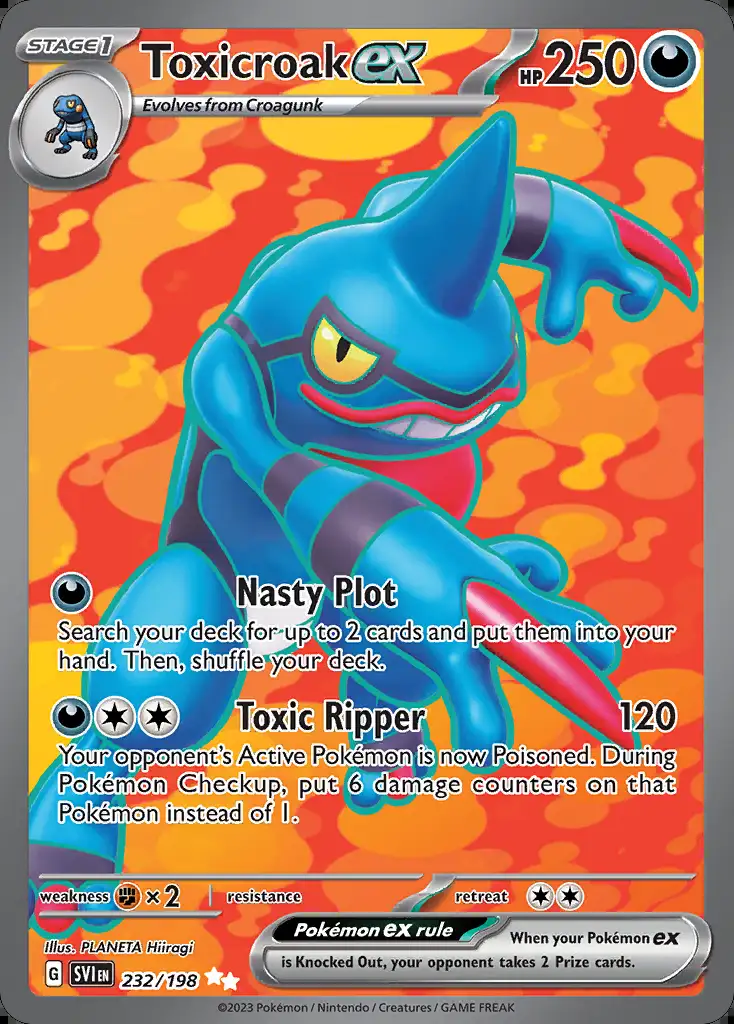 STAGE1
Toxicroak ex
HP 250
Evolves from Croagunk
Nasty Plot
Search your deck for up to 2 cards and put them into your
hand. Then, shuffle your deck.
Toxic Ripper 120
Your opponent's Active Pokémon is now Poisoned. During
Pokémon Checkup, put 6 damage counters on that
Pokémon instead of 1.
weakness ×2 resistance retreat
Illus. PLANETA Hiiragi
Pokémon ex rule
When your Pokémon ex
is Knocked Out, your opponent takes 2 Prize cards.
G SVI EN 232/198
©2023 Pokémon / Nintendo / Creatures / GAME FREAK